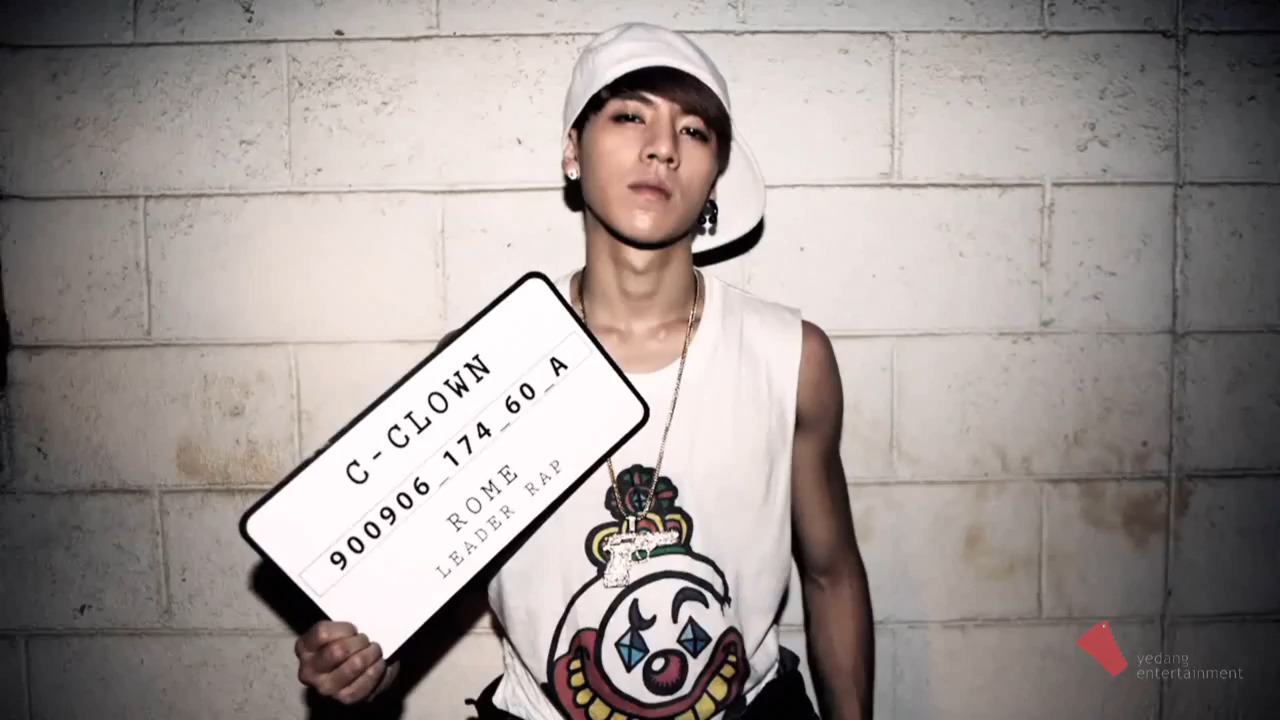 C-CLOWN
900906_174_60_A
ROME
LEADER RAP
yedang
entertainment